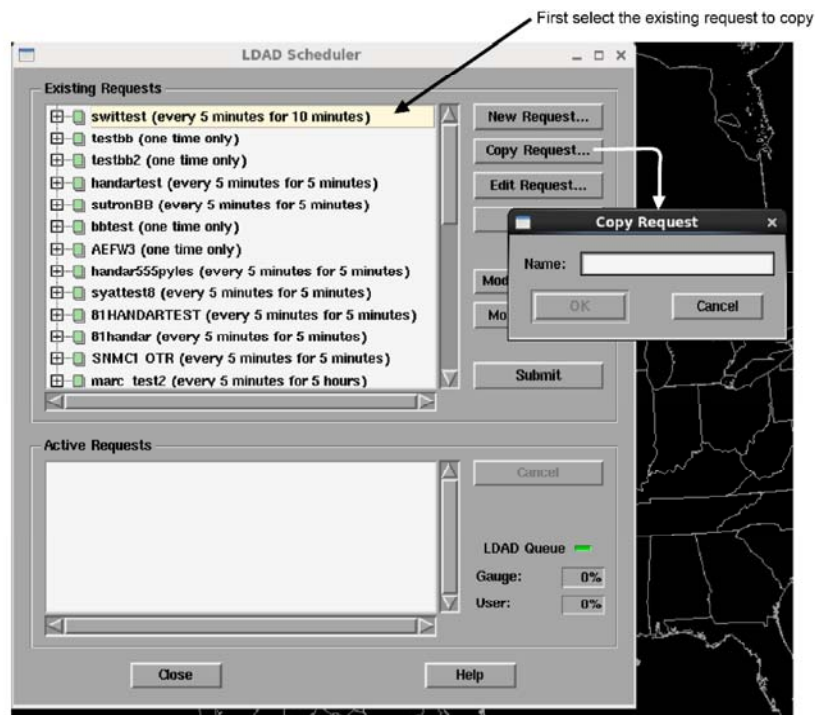 First select the existing request to copy
LDAD Scheduler
Existing Requests
swittest (every 5 minutes for 10 minutes)
testbb (one time only)
testbb2 (one time only)
handartest (every 5 minutes for 5 minutes)
sutronBB (every 5 minutes for 5 minutes)
bbtest (one time only)
AEFW3 (one time only)
handar555pyles (every 5 minutes for 5 minutes)
syattest8 (every 5 minutes for 5 minutes)
81HANDARTEST (every 5 minutes for 5 minutes)
81handar (every 5 minutes for 5 minutes)
SNMC1 OTR (every 5 minutes for 5 minutes)
marc test2 (every 5 minutes for 5 hours)
New Request...
Copy Request...
Edit Request...
Mod
Mo
Submit
Copy Request
Name:
OK
Cancel
Active Requests
Cancel
LDAD Queue
Gauge: 0%
User: 0%
Close
Help